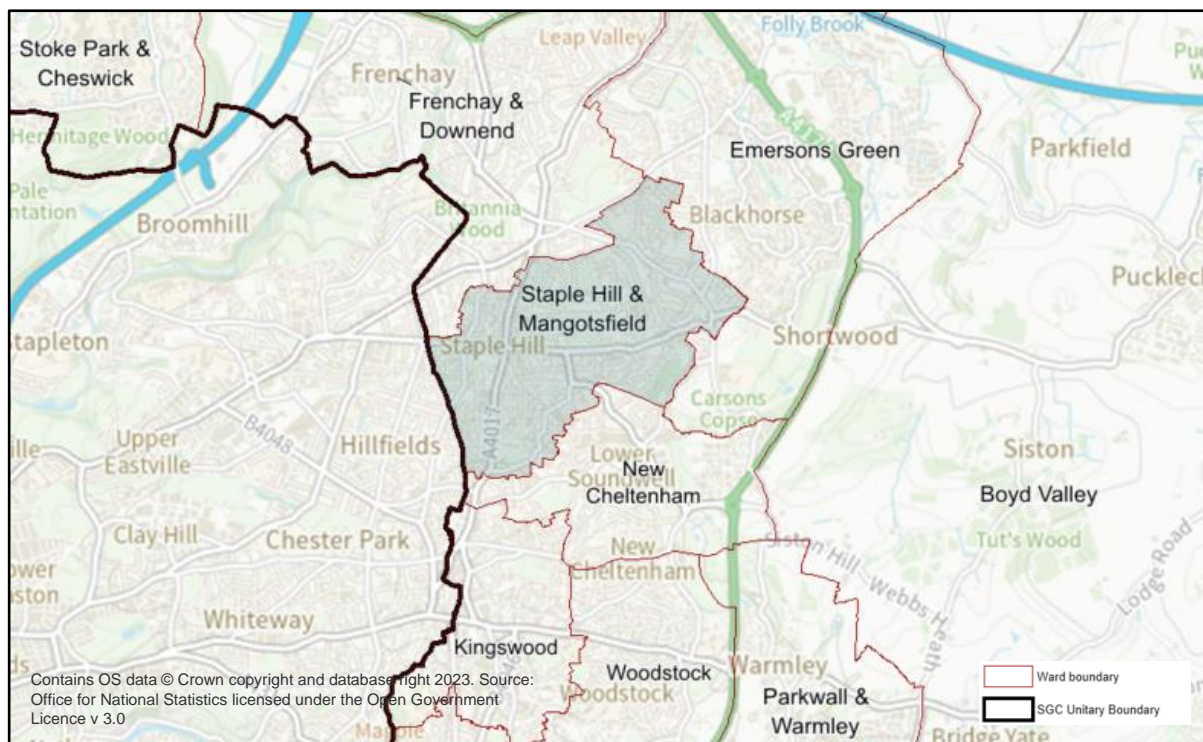 Stoke Park &
Cheswick
Frenchay
Leap Valley
Folly Brook
Frenchay &
Downend
A417
Hermitage Wood
Emersons Green
Parkfield
Pale
ntation
Broomhill
Britannia
Wood
Blackhorse
Pucklech
Staple Hill &
Mangotsfield
tapleton
Staple Hill
Shortwood
Carsons
Copse
B4048
A4017
Upper
Eastville
Hillfields
Lower
Soundwell
New
Cheltenham
Siston
Boyd Valley
Clay Hill
Chester Park
New
Cheltenham
Tut's Wood
Siston Hill
Webbs Heath
Lodge Road
Whiteway
Kingswood
Woodstock
Warmley
Woodstock
Parkwall &
Warmley
Bridge Yate
Contains OS data © Crown copyright and database right 2023. Source:
Office for National Statistics licensed under the Open Government
Licence v 3.0
Ward boundary
SGC Unitary Boundary